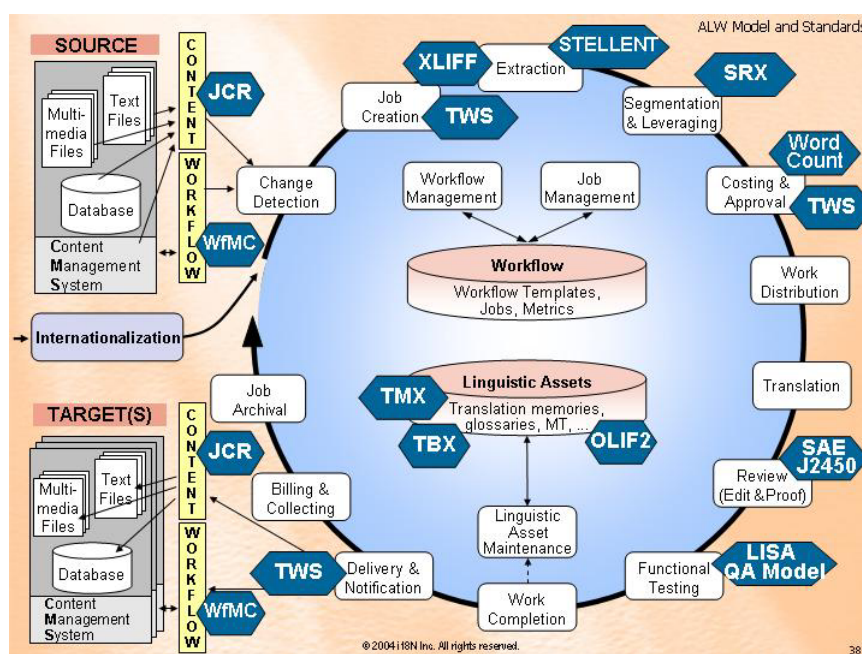 ALW Model and Standards
SOURCE
CONTENT
JCR
Text
Files
Multi-
media
Files
Database
Content
Management
System
WORKFLOW
WfMC
Internationalization
Change
Detection
Job
Creation
XLIFF
TWS
Extraction
STELLENT
SRX
Segmentation
& Leveraging
Word
Count
Costing &
Approval
TWS
Work
Distribution
Translation
SAE
J2450
Review
(Edit & Proof)
LISA
QA Model
Functional
Testing
Work
Completion
Linguistic
Asset
Maintenance
Workflow
Management
Job
Management
Workflow
Workflow Templates,
Jobs, Metrics
Linguistic Assets
Translation memories,
glossaries, MT, ...
TMX
TBX
OLIF2
Delivery &
Notification
TWS
Billing &
Collecting
Job
Archival
TARGET(S)
CONTENT
JCR
Text
Files
Multi-
media
Files
Database
Content
Management
System
WORKFLOW
WfMC
© 2004 i18N Inc. All rights reserved.
38